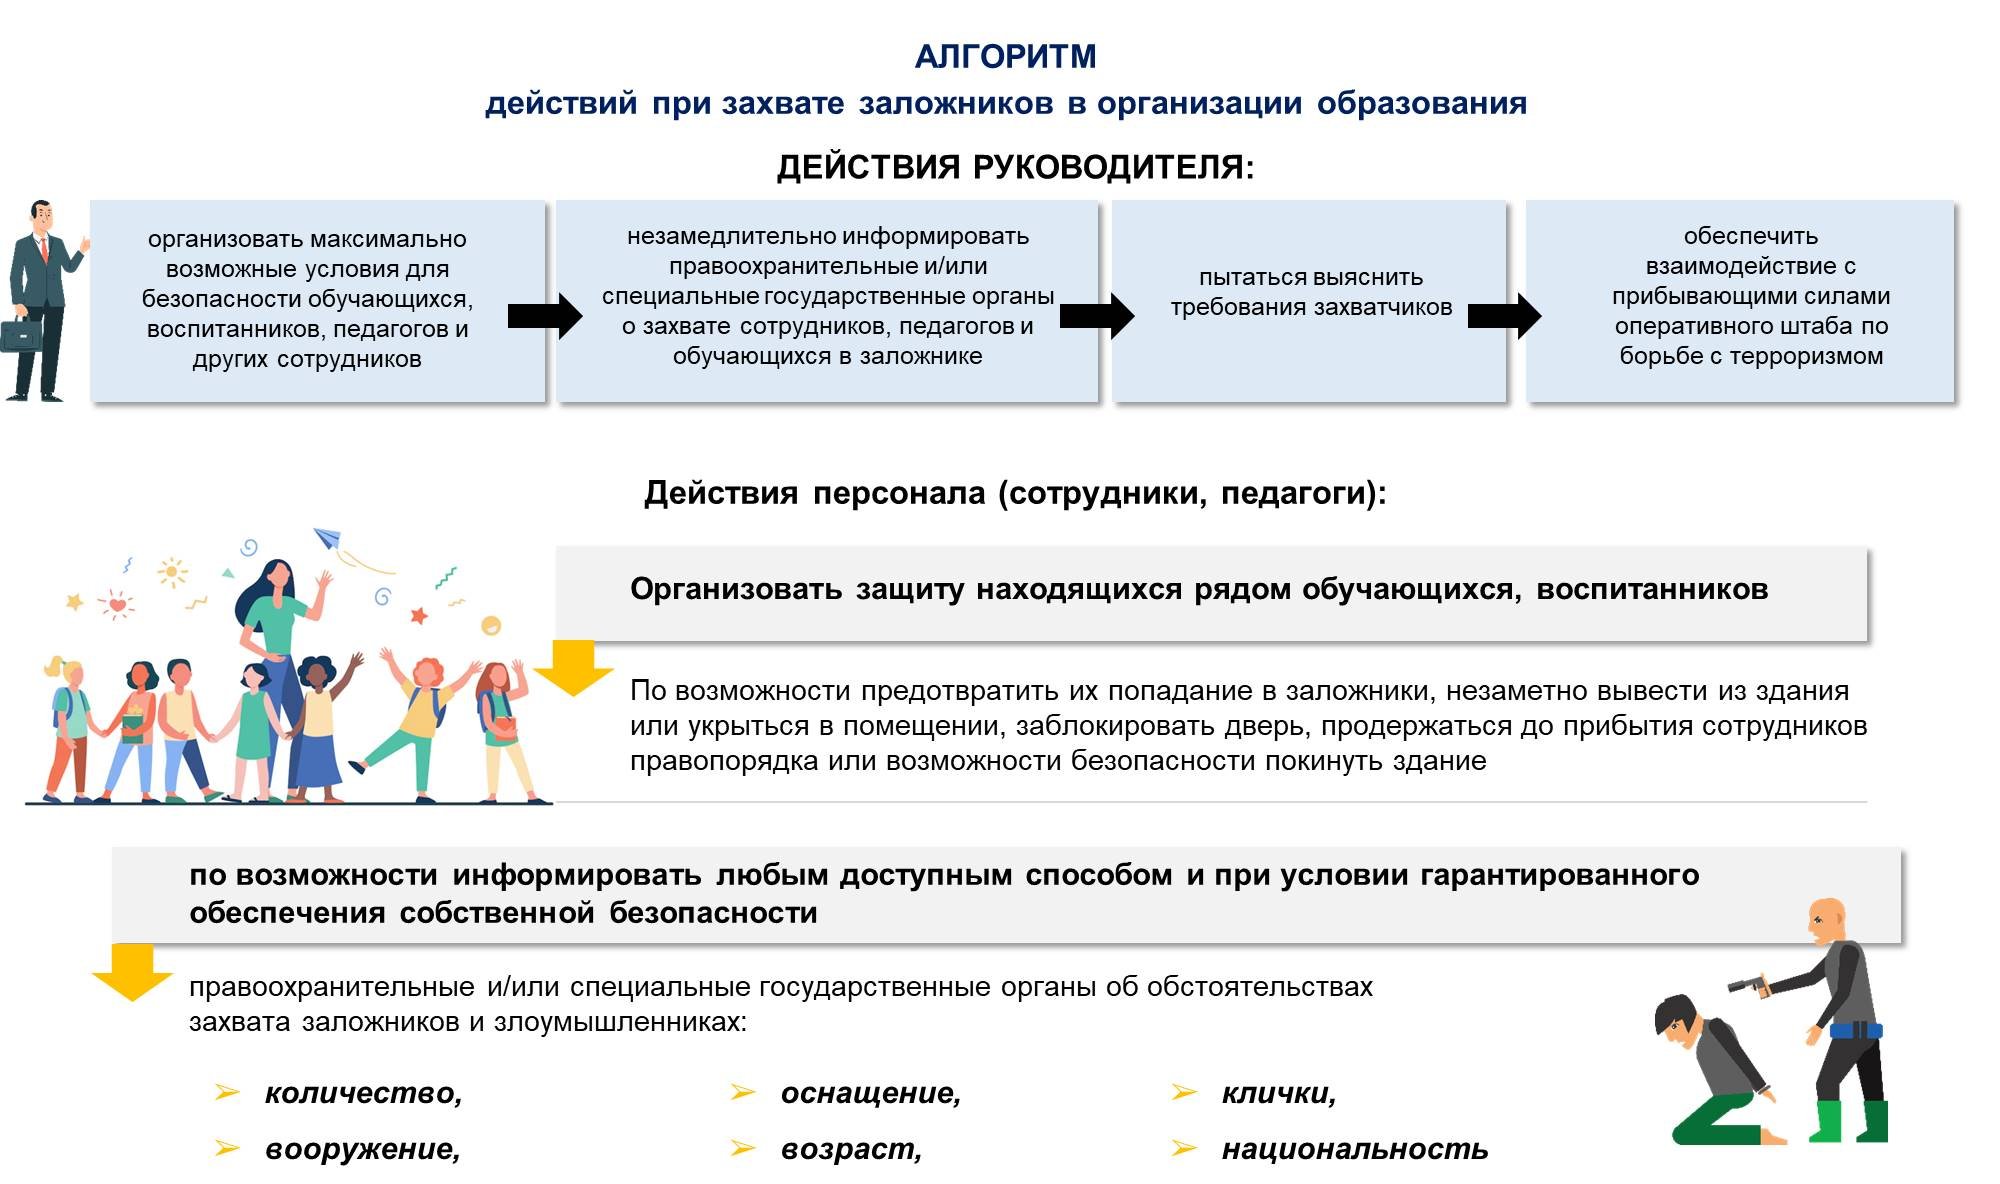 АЛГОРИТМ
действий при захвате заложников в организации образования
ДЕЙСТВИЯ РУКОВОДИТЕЛЯ:
организовать максимально
возможные условия для
безопасности обучающихся,
воспитанников, педагогов и
других сотрудников
незамедлительно информировать
правоохранительные и/или
специальные государственные органы
о захвате сотрудников, педагогов и
обучающихся в заложнике
пытаться выяснить
требования захватчиков
обеспечить
взаимодействие с
прибывающими силами
оперативного штаба по
борьбе с терроризмом
Действия персонала (сотрудники, педагоги):
Организовать защиту находящихся рядом обучающихся, воспитанников
По возможности предотвратить их попадание в заложники, незаметно вывести из здания
или укрыться в помещении, заблокировать дверь, продержаться до прибытия сотрудников
правопорядка или возможности безопасности покинуть здание
по возможности информировать любым доступным способом и при условии гарантированного
обеспечения собственной безопасности
правоохранительные и/или специальные государственные органы об обстоятельствах
захвата заложников и злоумышленниках:
➢ количество,
➢ вооружение,
➢ оснащение,
➢ возраст,
➢ клички,
➢ национальность